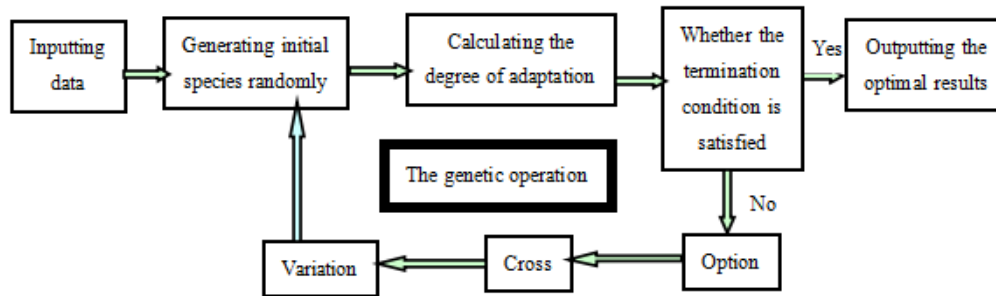 Inputting
data
Generating initial
species randomly
Calculating the
degree of adaptation
Whether the
termination
condition is
satisfied
Yes
Outputting the
optimal results
The genetic operation
No
Option
Cross
Variation